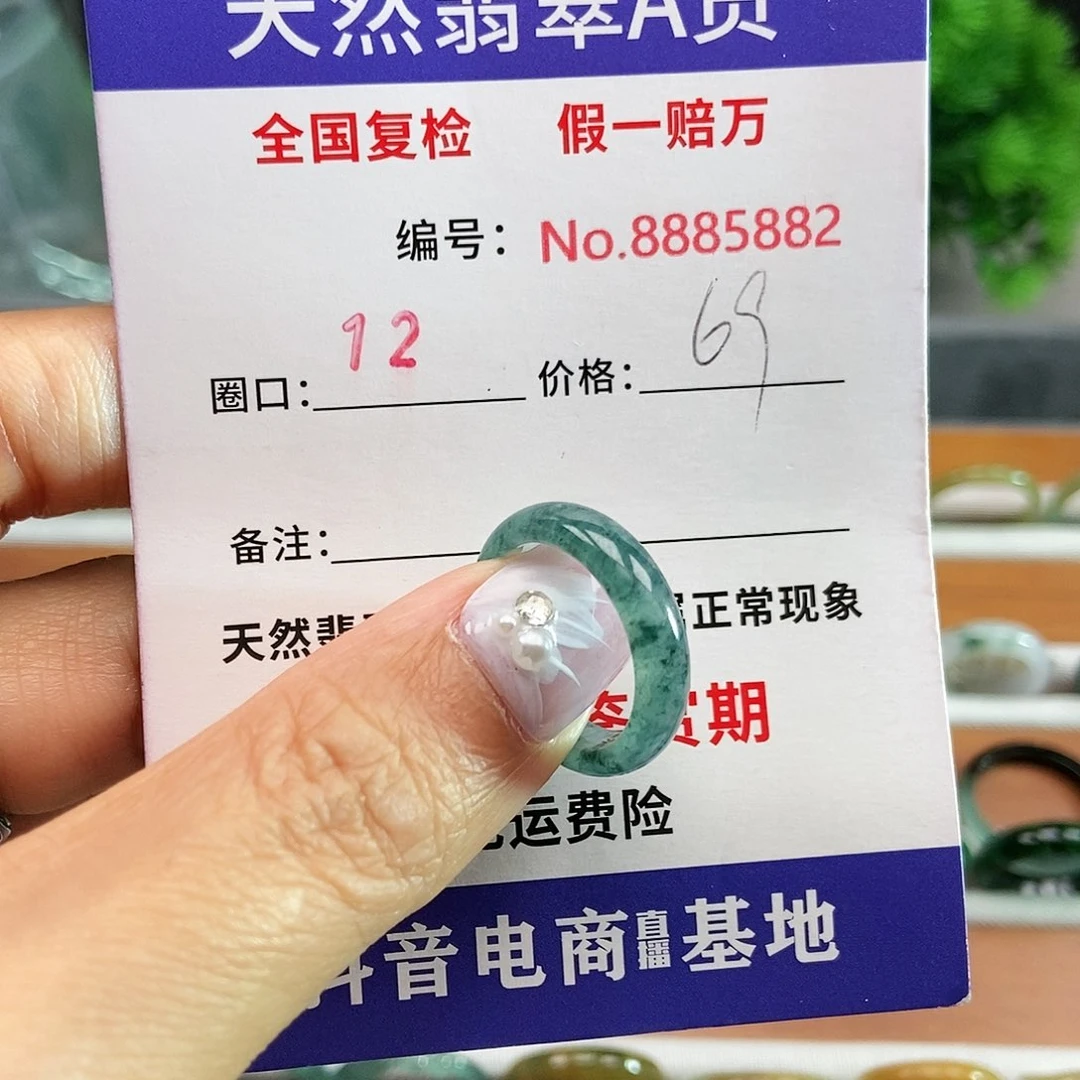 天然翡翠A货
全国复检 假一赔万
编号：No.8885882
圈口：12 价格：69
备注：
天然翡 正常现象
货期
运费险
抖音电商直播基地